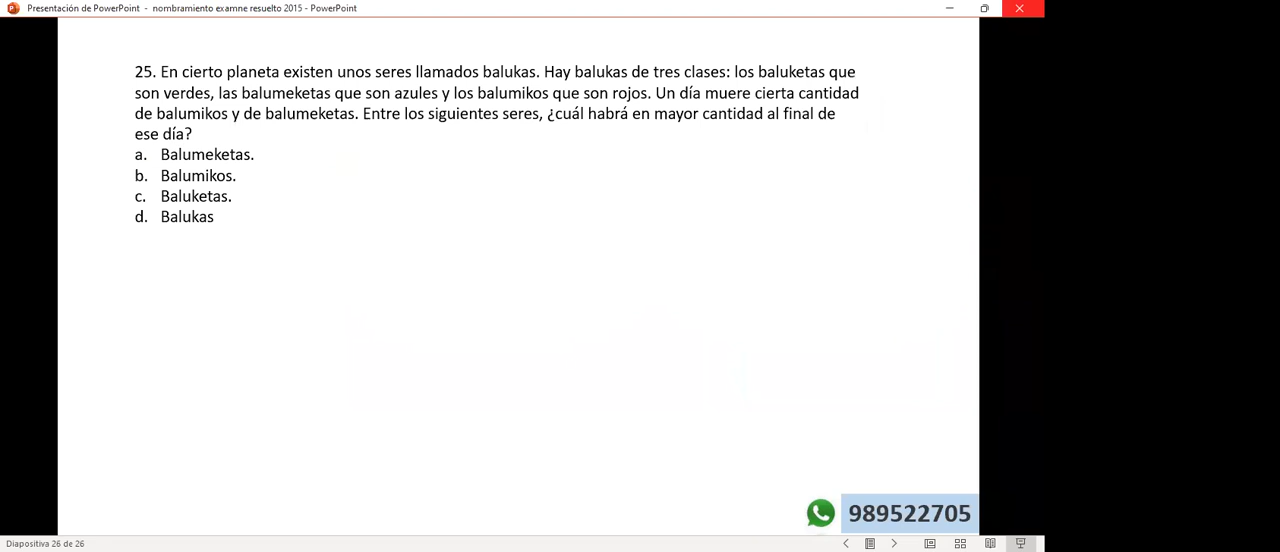 Presentación de PowerPoint - nombramiento examne resuelto 2015 - PowerPoint
25. En cierto planeta existen unos seres llamados balukas. Hay balukas de tres clases: los baluketas que
son verdes, las balumeketas que son azules y los balumikos que son rojos. Un día muere cierta cantidad
de balumikos y de balumeketas. Entre los siguientes seres, ¿cuál habrá en mayor cantidad al final de
ese día?
a. Balumeketas.
b. Balumikos.
c. Baluketas.
d. Balukas
989522705
Diapositiva 26 de 26